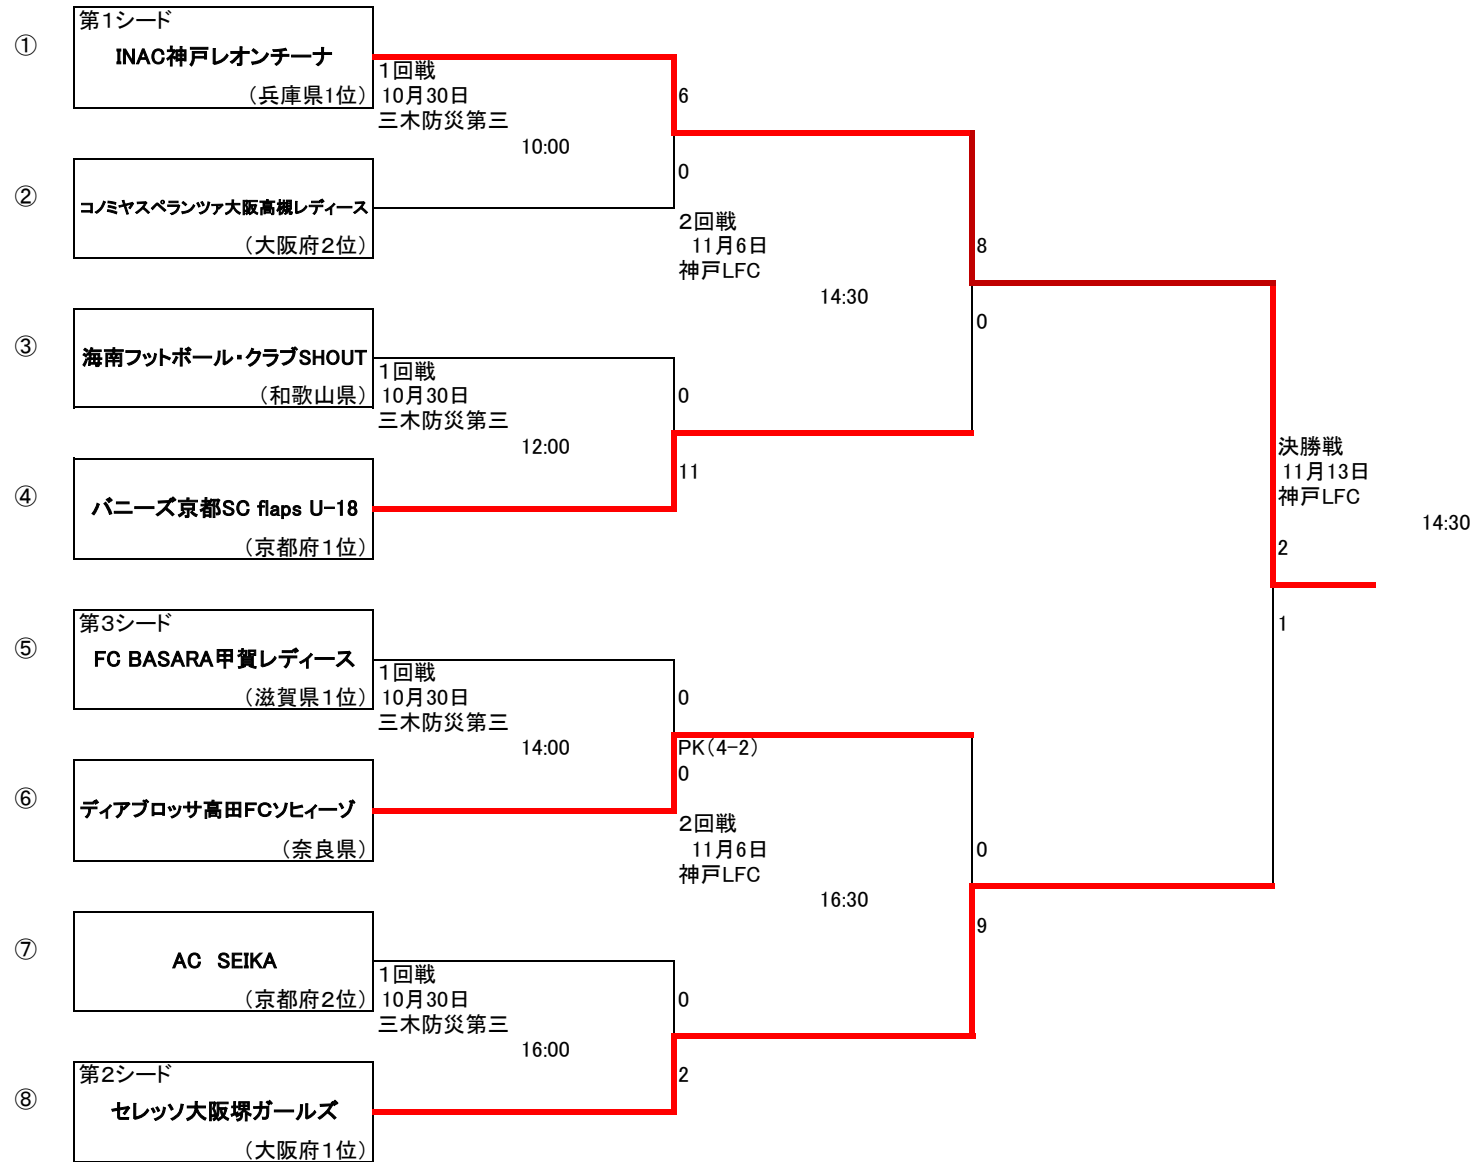 ①
第1シード
INAC神戸レオンチーナ
（兵庫県1位）
1回戦
10月30日
三木防災第三
10:00
6
0
②
コノミヤスペランツァ大阪高槻レディース
（大阪府2位）
2回戦
11月6日
神戸LFC
14:30
8
0
③
海南フットボール・クラブSHOUT
（和歌山県）
1回戦
10月30日
三木防災第三
12:00
0
11
④
バニーズ京都SC flaps U-18
（京都府1位）
決勝戦
11月13日
神戸LFC
14:30
2
1
⑤
第3シード
FC BASARA甲賀レディース
（滋賀県1位）
1回戦
10月30日
三木防災第三
14:00
0
PK(4-2)
0
⑥
ディアブロッサ高田FCソヒィーゾ
（奈良県）
2回戦
11月6日
神戸LFC
16:30
0
9
⑦
AC　SEIKA
（京都府2位）
1回戦
10月30日
三木防災第三
16:00
0
2
⑧
第2シード
セレッソ大阪堺ガールズ
（大阪府1位）